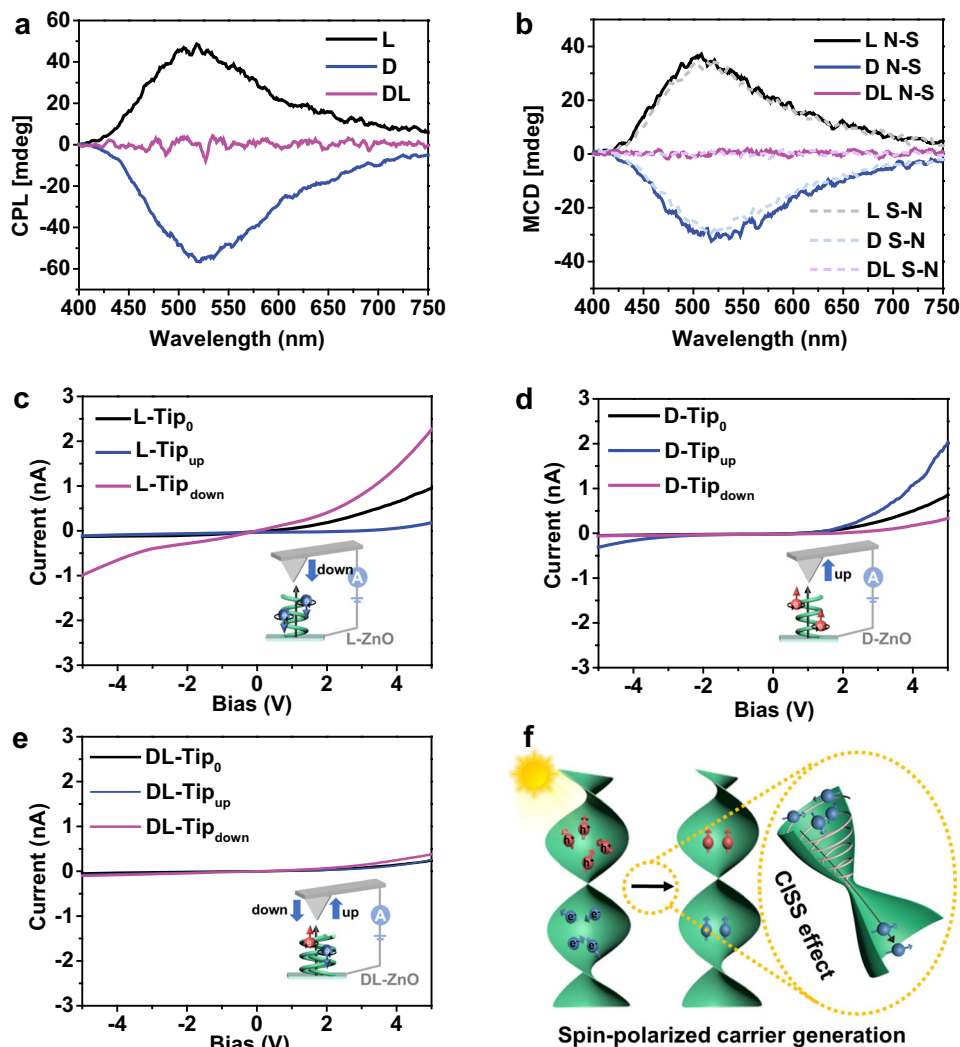 a
60
40
20
0
-20
-40
-60
CPL [mdeg]
L
D
DL
400 450 500 550 600 650 700 750
Wavelength (nm)
b
40
20
0
-20
-40
MCD [mdeg]
L N-S
D N-S
DL N-S
L S-N
D S-N
DL S-N
400 450 500 550 600 650 700 750
Wavelength (nm)
c
3
2
1
0
-1
-2
-3
Current (nA)
L-Tip0
L-Tipup
L-Tipdown
down
A
L-ZnO
-4 -2 0 2 4
Bias (V)
d
3
2
1
0
-1
-2
-3
Current (nA)
D-Tip0
D-Tipup
D-Tipdown
up
A
D-ZnO
-4 -2 0 2 4
Bias (V)
e
3
2
1
0
-1
-2
-3
Current (nA)
DL-Tip0
DL-Tipup
DL-Tipdown
down
up
A
DL-ZnO
-4 -2 0 2 4
Bias (V)
f
h+ h+ h+ h+
e- e- e- e-
CISS effect
Spin-polarized carrier generation